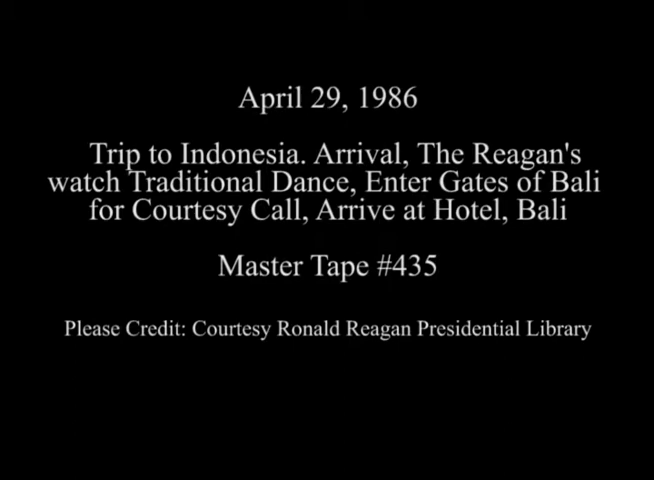 April 29, 1986
Trip to Indonesia. Arrival, The Reagan's
watch Traditional Dance, Enter Gates of Bali
for Courtesy Call, Arrive at Hotel, Bali
Master Tape #435
Please Credit: Courtesy Ronald Reagan Presidential Library